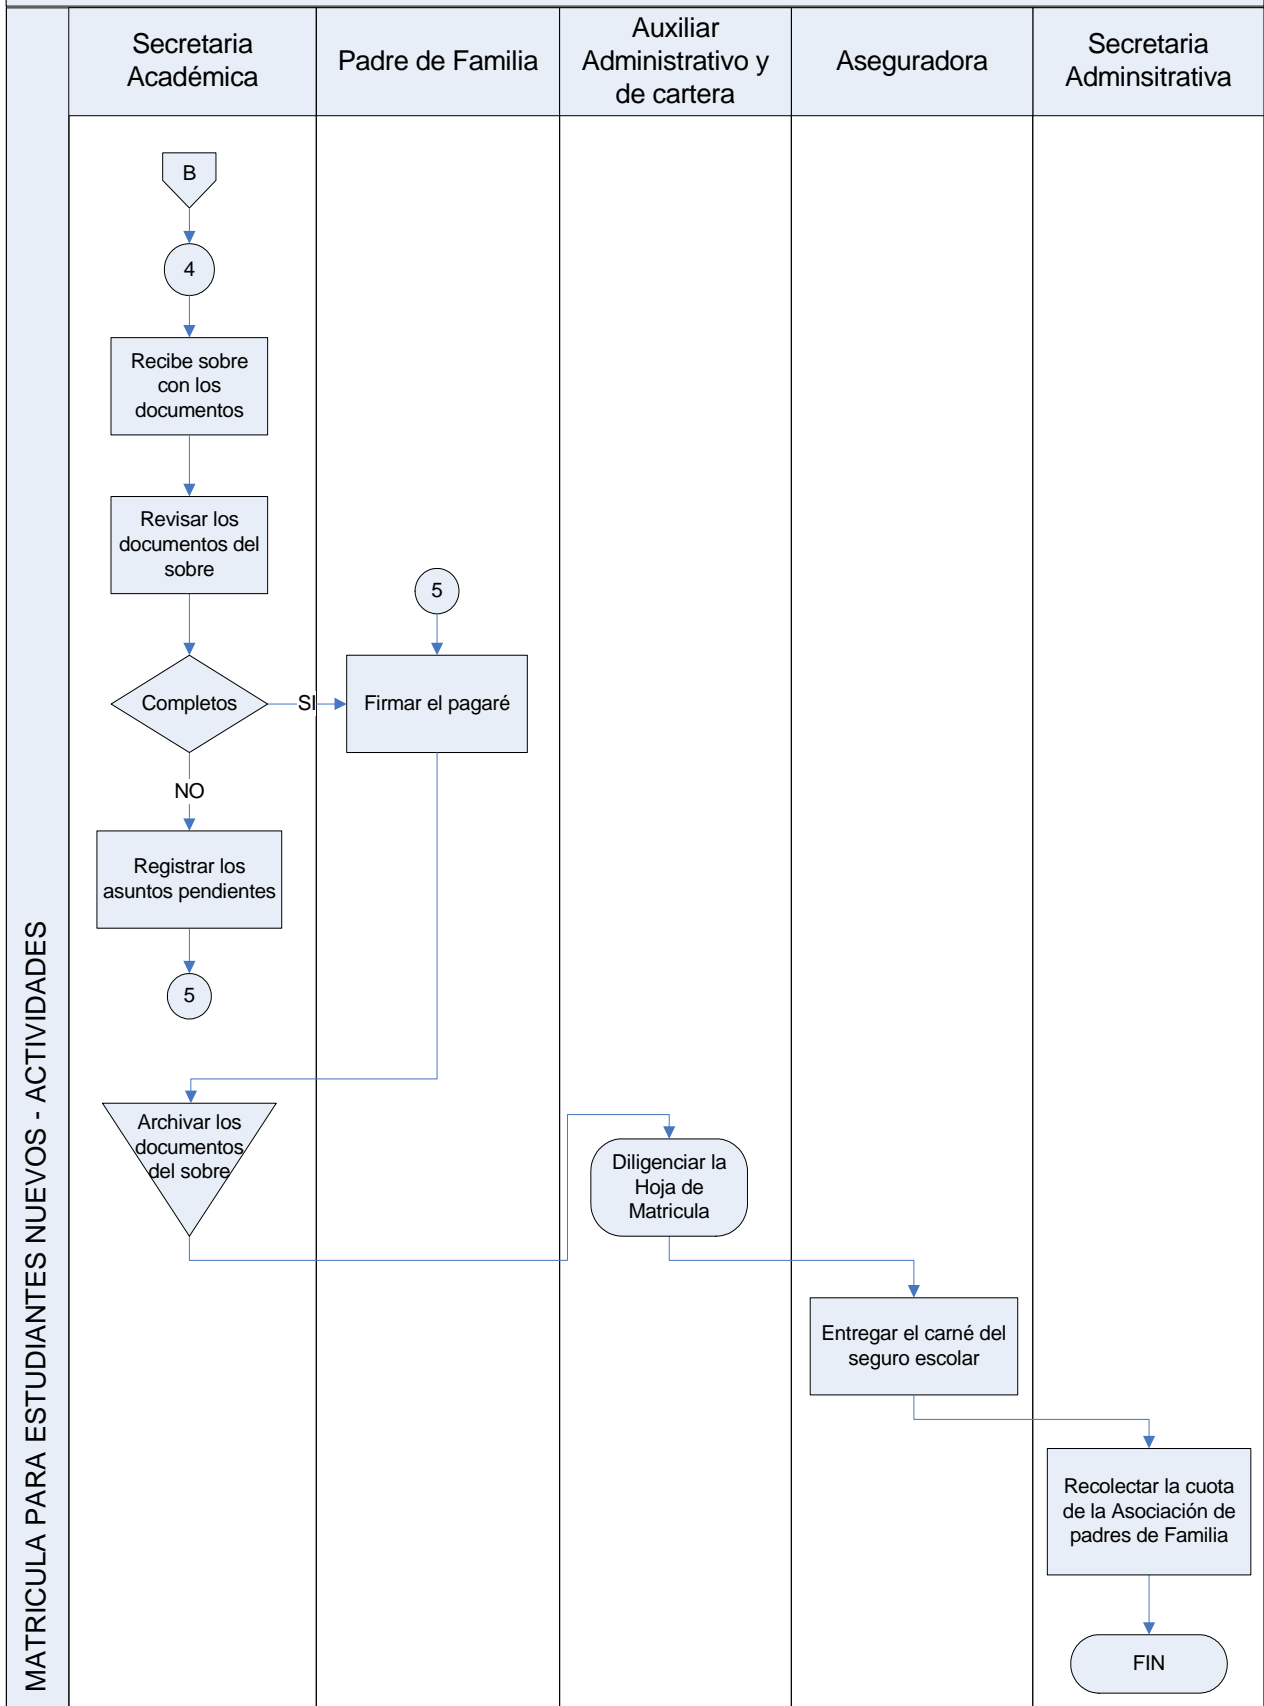 Secretaria
Académica
Padre de Familia
Auxiliar
Administrativo y
de cartera
Aseguradora
Secretaria
Adminsitrativa
MATRICULA PARA ESTUDIANTES NUEVOS - ACTIVIDADES
B
4
Recibe sobre
con los
documentos
Revisar los
documentos del
sobre
5
Completos
SI
Firmar el pagaré
NO
Registrar los
asuntos pendientes
5
Archivar los
documentos
del sobre
Diligenciar la
Hoja de
Matricula
Entregar el carné del
seguro escolar
Recolectar la cuota
de la Asociación de
padres de Familia
FIN